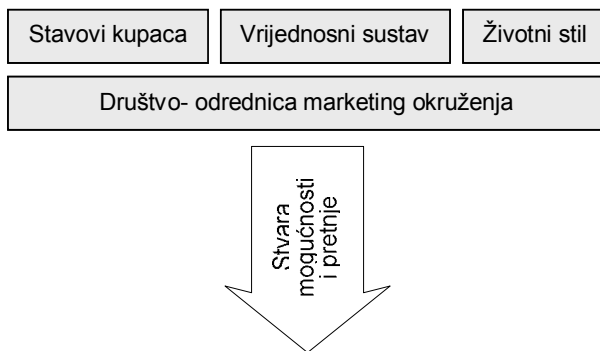 Stavovi kupaca
Vrijednosni sustav
Životni stil
Društvo- odrednica marketing okruženja
Stvara
mogućnosti
i pretnje